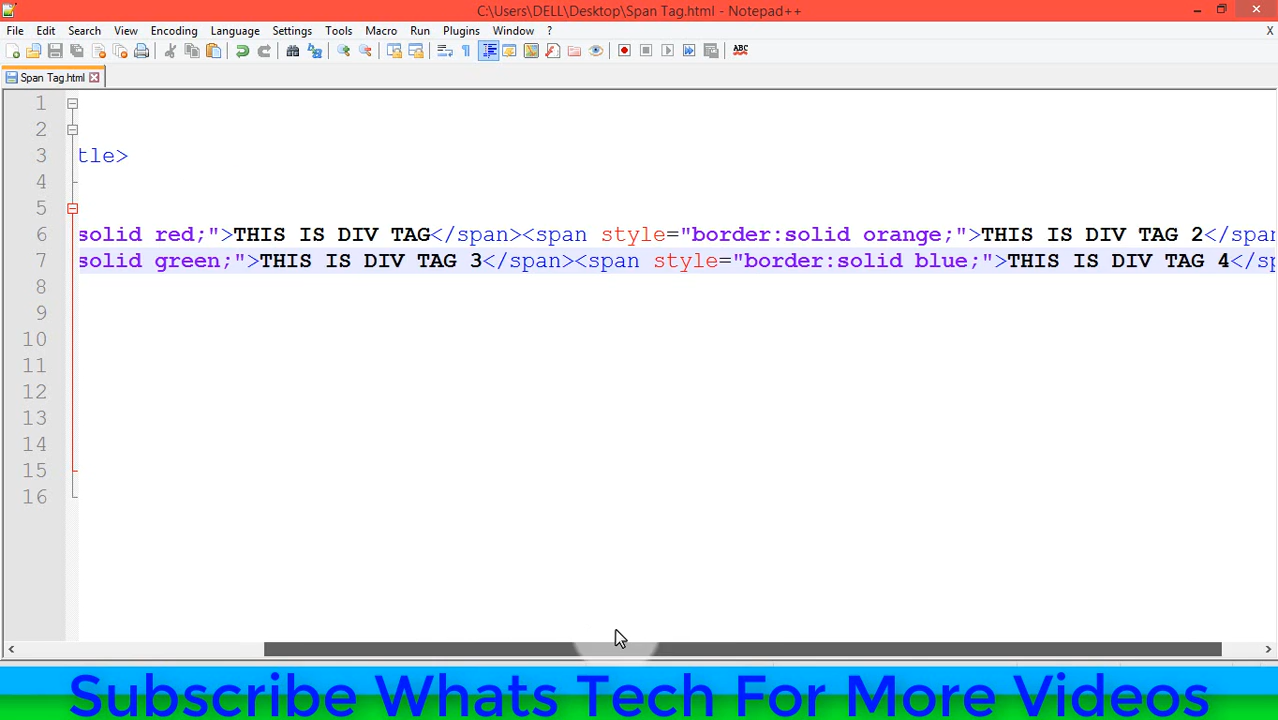 C:\Users\DELL\Desktop\Span Tag.html - Notepad++
File Edit Search View Encoding Language Settings Tools Macro Run Plugins Window ? X
ABC
Span Tag.html
1
2
3 tle>
4
5
6 solid red;">THIS IS DIV TAG</span><span style="border:solid orange;">THIS IS DIV TAG 2</span
7 solid green;">THIS IS DIV TAG 3</span><span style="border:solid blue;">THIS IS DIV TAG 4</sp
8
9
10
11
12
13
14
15
16
Subscribe Whats Tech For More Videos